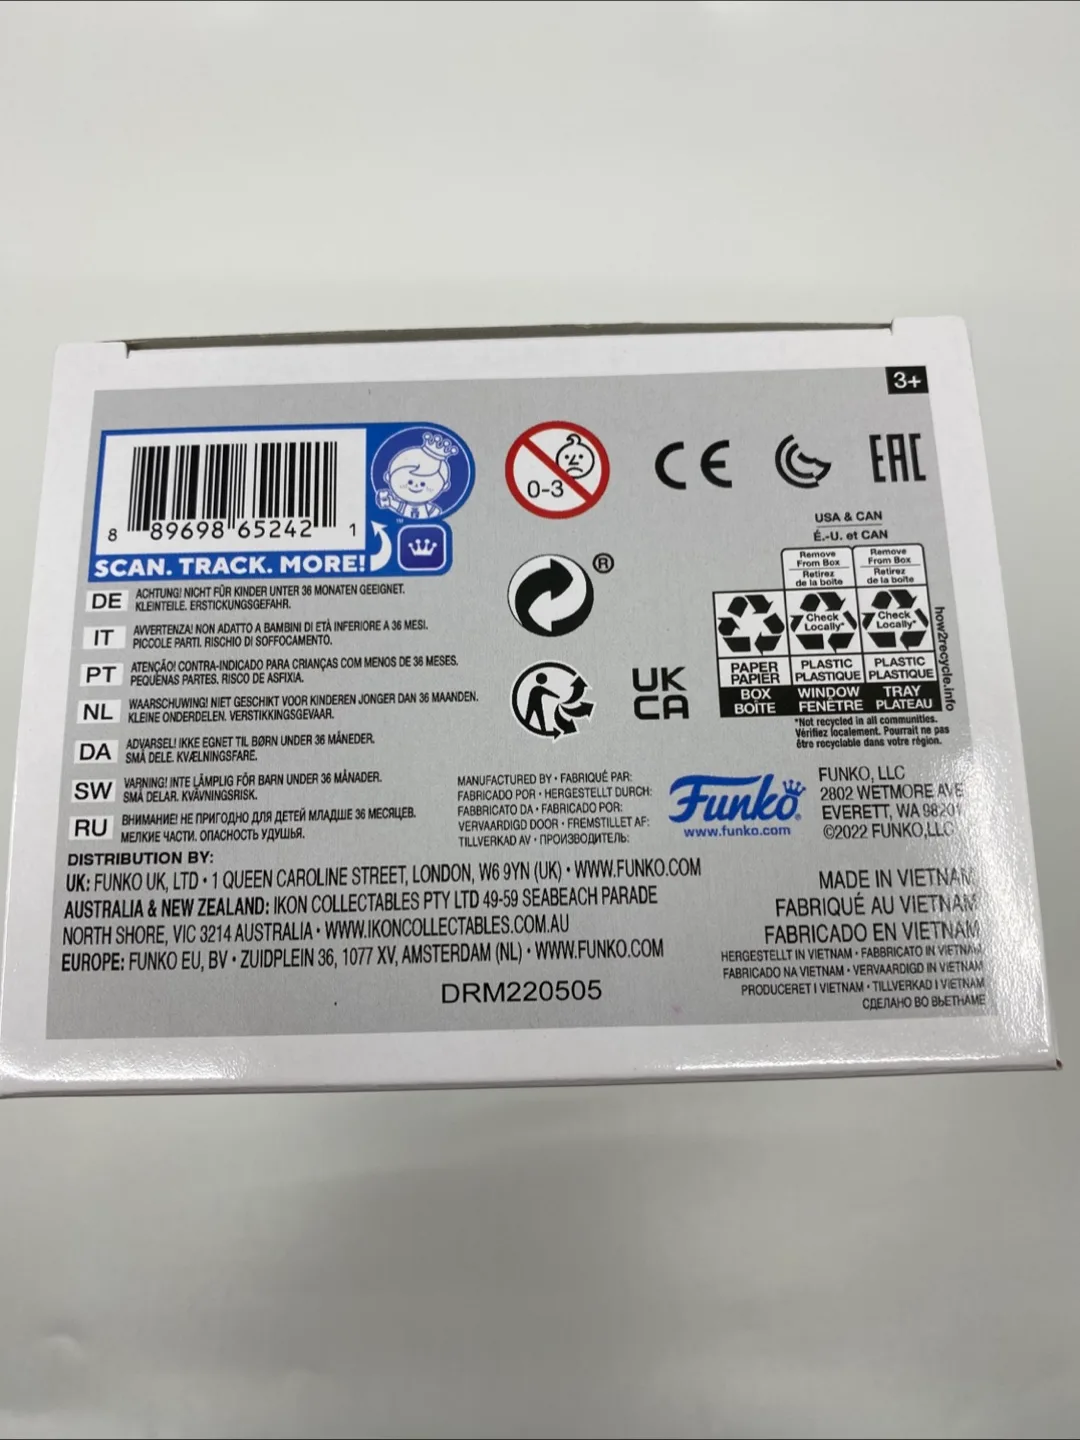 3+
8 89698 65242 1
SCAN. TRACK. MORE!
TM
0-3
CE
EAC
®
UK
CA
USA & CAN
É.-U. et CAN
Remove
From Box
Retirez
de la boîte
Remove
From Box
Retirez
de la boîte
Check
Locally*
Check
Locally*
PAPER
PAPIER
PLASTIC
PLASTIQUE
PLASTIC
PLASTIQUE
BOX
BOÎTE
WINDOW
FENÊTRE
TRAY
PLATEAU
how2recycle.info
*Not recycled in all communities.
Vérifiez localement. Pourrait ne pas
être recyclable dans votre région.
DE ACHTUNG! NICHT FÜR KINDER UNTER 36 MONATEN GEEIGNET.
KLEINTEILE. ERSTICKUNGSGEFAHR.
IT AVVERTENZA! NON ADATTO A BAMBINI DI ETÀ INFERIORE A 36 MESI.
PICCOLE PARTI. RISCHIO DI SOFFOCAMENTO.
PT ATENÇÃO! CONTRA-INDICADO PARA CRIANÇAS COM MENOS DE 36 MESES.
PEQUENAS PARTES. RISCO DE ASFIXIA.
NL WAARSCHUWING! NIET GESCHIKT VOOR KINDEREN JONGER DAN 36 MAANDEN.
KLEINE ONDERDELEN. VERSTIKKINGSGEVAAR.
DA ADVARSEL! IKKE EGNET TIL BØRN UNDER 36 MÅNEDER.
SMÅ DELE. KVÆLNINGSFARE.
SW VARNING! INTE LÄMPLIG FÖR BARN UNDER 36 MÅNADER.
SMÅ DELAR. KVÄVNINGSRISK.
RU ВНИМАНИЕ! НЕ ПРИГОДНО ДЛЯ ДЕТЕЙ МЛАДШЕ 36 МЕСЯЦЕВ.
МЕЛКИЕ ЧАСТИ. ОПАСНОСТЬ УДУШЬЯ.
MANUFACTURED BY • FABRIQUÉ PAR:
FABRICADO POR • HERGESTELLT DURCH:
FABBRICATO DA • FABRICADO POR:
VERVAARDIGD DOOR • FREMSTILLET AF:
TILLVERKAD AV • ПРОИЗВОДИТЕЛЬ:
Funko®
www.funko.com
FUNKO, LLC
2802 WETMORE AVE
EVERETT, WA 98201
©2022 FUNKO,LLC
DISTRIBUTION BY:
UK: FUNKO UK, LTD • 1 QUEEN CAROLINE STREET, LONDON, W6 9YN (UK) • WWW.FUNKO.COM
AUSTRALIA & NEW ZEALAND: IKON COLLECTABLES PTY LTD 49-59 SEABEACH PARADE
NORTH SHORE, VIC 3214 AUSTRALIA • WWW.IKONCOLLECTABLES.COM.AU
EUROPE: FUNKO EU, BV • ZUIDPLEIN 36, 1077 XV, AMSTERDAM (NL) • WWW.FUNKO.COM
MADE IN VIETNAM
FABRIQUÉ AU VIETNAM
FABRICADO EN VIETNAM
HERGESTELLT IN VIETNAM • FABBRICATO IN VIETNAM
FABRICADO NA VIETNAM • VERVAARDIGD IN VIETNAM
PRODUCERET I VIETNAM • TILLVERKAD I VIETNAM
СДЕЛАНО ВО ВЬЕТНАМЕ
DRM220505